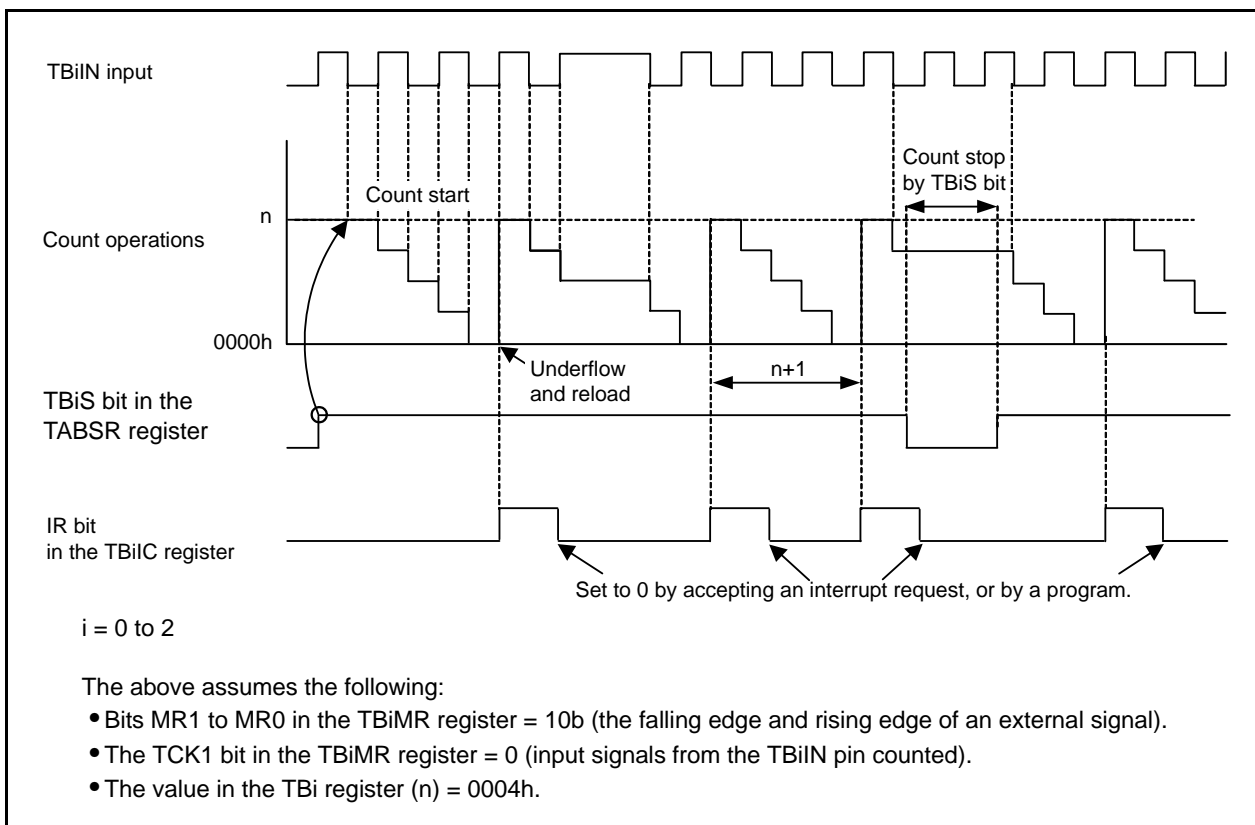 TBiIN input
Count stop
by TBiS bit
Count start
n
Count operations
0000h
Underflow
and reload
n+1
TBiS bit in the
TABSR register
IR bit
in the TBiIC register
Set to 0 by accepting an interrupt request, or by a program.
i = 0 to 2
The above assumes the following:
• Bits MR1 to MR0 in the TBiMR register = 10b (the falling edge and rising edge of an external signal).
• The TCK1 bit in the TBiMR register = 0 (input signals from the TBiIN pin counted).
• The value in the TBi register (n) = 0004h.